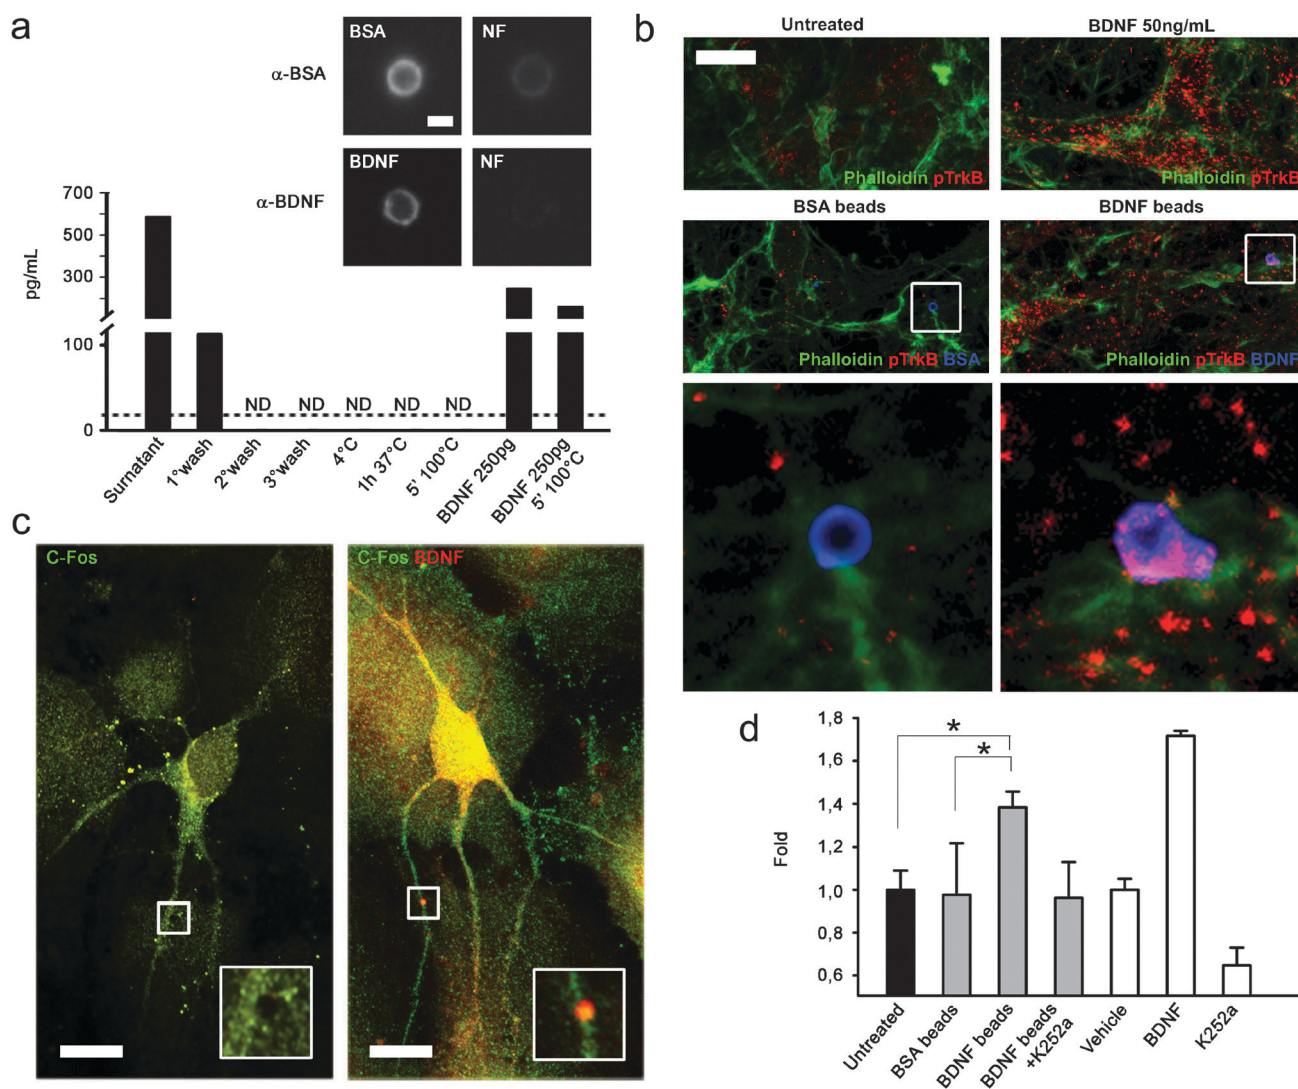 a
BSA
NF
α-BSA
BDNF
NF
α-BDNF
pg/mL
700
500
300
100
0
ND
ND
ND
ND
ND
Surnatant
1°wash
2°wash
3°wash
4°C
1h 37°C
5' 100°C
BDNF 250pg
BDNF 250pg
5' 100°C
b
Untreated
BDNF 50ng/mL
Phalloidin pTrkB
Phalloidin pTrkB
BSA beads
BDNF beads
Phalloidin pTrkB BSA
Phalloidin pTrkB BDNF
c
C-Fos
C-Fos BDNF
d
Fold
1,8
1,6
1,4
1,2
1,0
0,8
0,6
*
*
Untreated
BSA beads
BDNF beads
BDNF beads
+K252a
Vehicle
BDNF
K252a